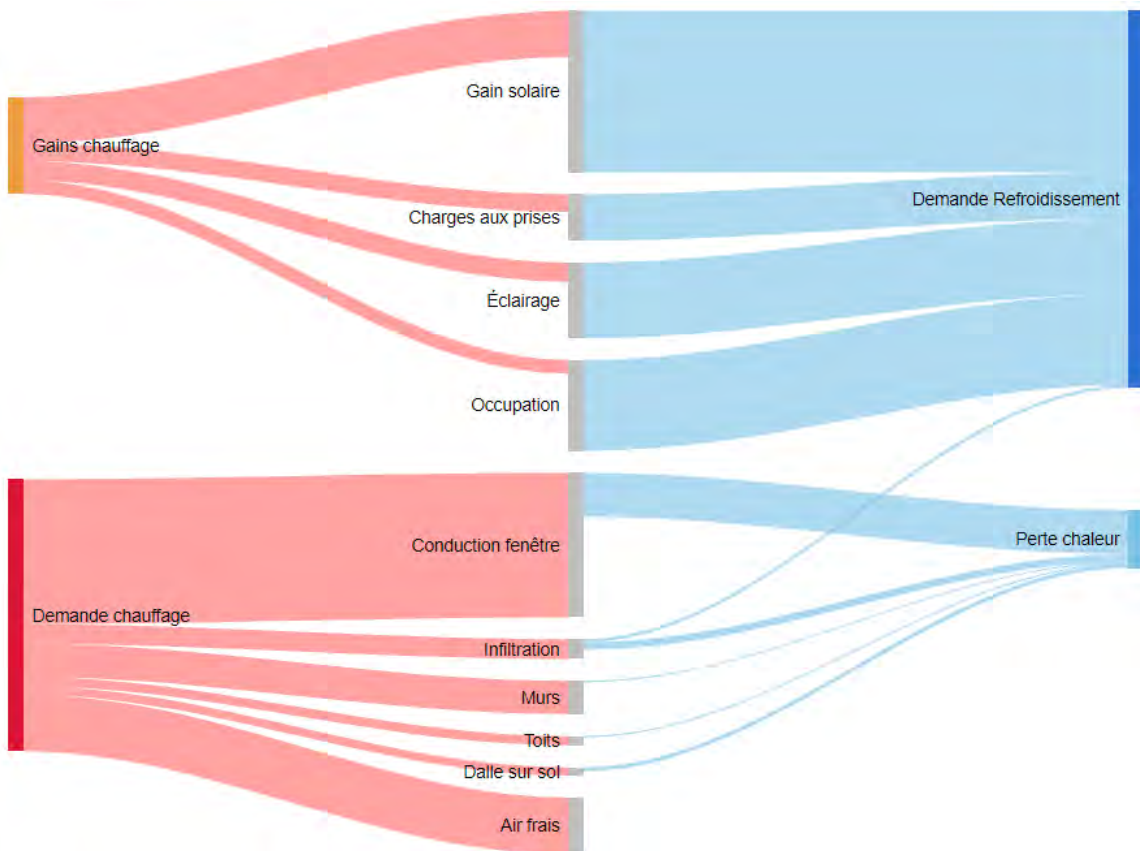 Gain solaire
Gains chauffage
Charges aux prises
Demande Refroidissement
Éclairage
Occupation
Conduction fenêtre
Perte chaleur
Demande chauffage
Infiltration
Murs
Toits
Dalle sur sol
Air frais